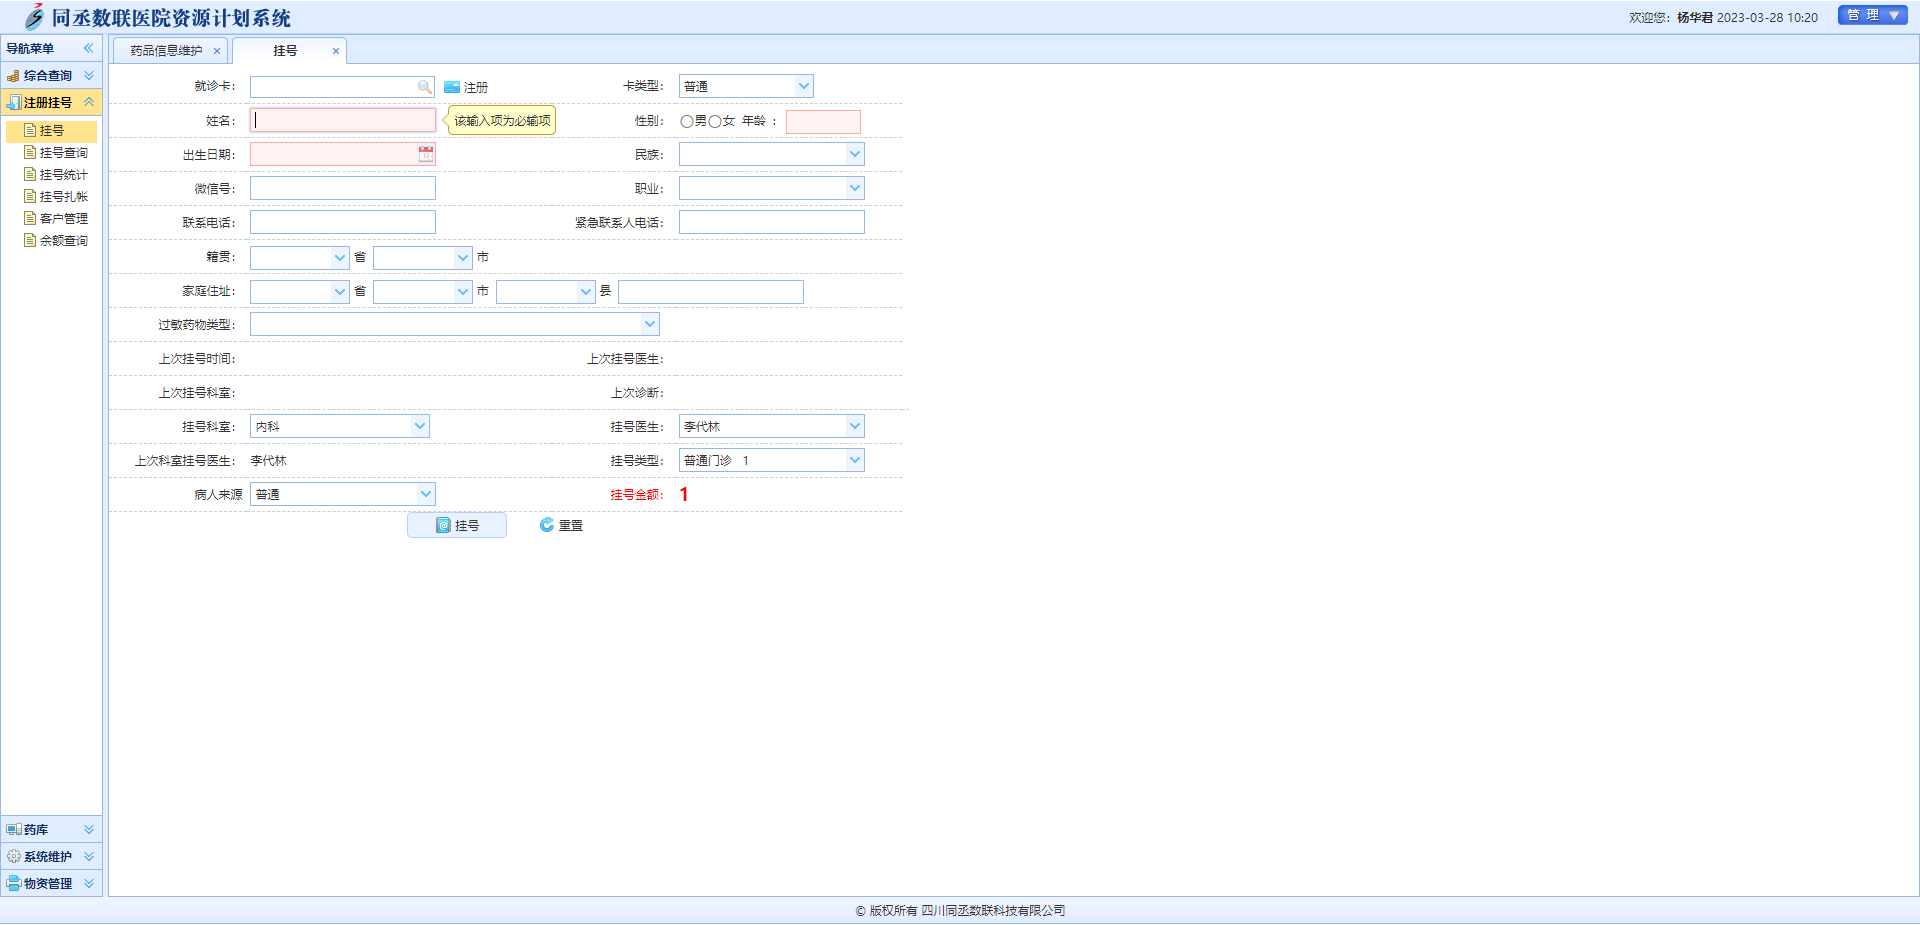 同丞数联医院资源计划系统
欢迎您: 杨华君 2023-03-28 10:20
管 理
导航菜单
综合查询
注册挂号
挂号
挂号查询
挂号统计
挂号扎帐
客户管理
余额查询
药库
系统维护
物资管理
药品信息维护 ×
挂号 ×
就诊卡: 注册 卡类型: 普通
姓名: 该输入项为必输项 性别: 男 女 年龄 :
出生日期: 民族:
微信号: 职业:
联系电话: 紧急联系人电话:
籍贯: 省 市
家庭住址: 省 市 县
过敏药物类型:
上次挂号时间: 上次挂号医生:
上次挂号科室: 上次诊断:
挂号科室: 内科 挂号医生: 李代林
上次科室挂号医生: 李代林 挂号类型: 普通门诊 1
病人来源 普通 挂号金额: 1
挂号 重置
© 版权所有 四川同丞数联科技有限公司